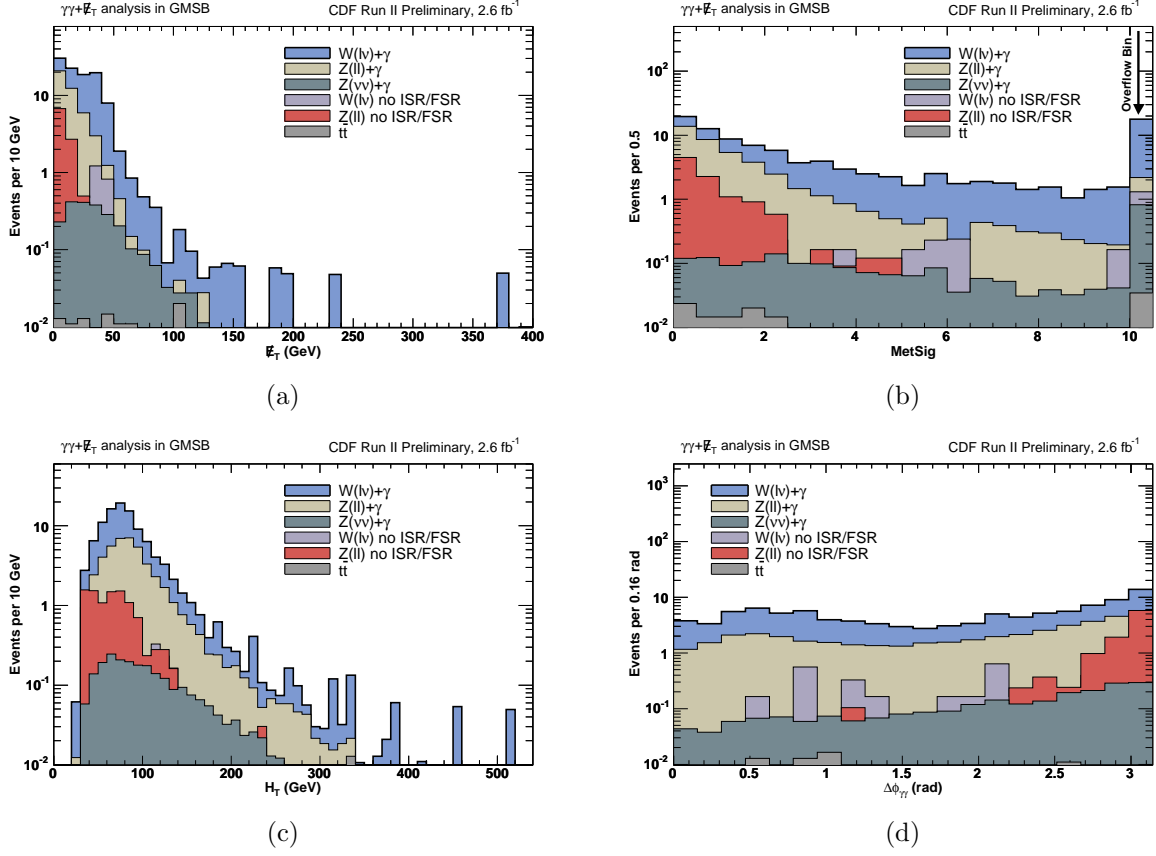 γγ+E̸_T analysis in GMSB CDF Run II Preliminary, 2.6 fb⁻¹
W(lν)+γ
Z(ll)+γ
Z(νν)+γ
W(lν) no ISR/FSR
Z(ll) no ISR/FSR
tt̄
Events per 10 GeV
10
1
10⁻¹
10⁻²
0 50 100 150 200 250 300 350 400
E̸_T (GeV)
(a)
γγ+E̸_T analysis in GMSB CDF Run II Preliminary, 2.6 fb⁻¹
W(lν)+γ
Z(ll)+γ
Z(νν)+γ
W(lν) no ISR/FSR
Z(ll) no ISR/FSR
tt̄
Overflow Bin
Events per 0.5
10²
10
1
10⁻¹
10⁻²
0 2 4 6 8 10
MetSig
(b)
γγ+E̸_T analysis in GMSB CDF Run II Preliminary, 2.6 fb⁻¹
W(lν)+γ
Z(ll)+γ
Z(νν)+γ
W(lν) no ISR/FSR
Z(ll) no ISR/FSR
tt̄
Events per 10 GeV
10
1
10⁻¹
10⁻²
0 100 200 300 400 500
H_T (GeV)
(c)
γγ+E̸_T analysis in GMSB CDF Run II Preliminary, 2.6 fb⁻¹
W(lν)+γ
Z(ll)+γ
Z(νν)+γ
W(lν) no ISR/FSR
Z(ll) no ISR/FSR
tt̄
Events per 0.16 rad
10³
10²
10
1
10⁻¹
10⁻²
0 0.5 1 1.5 2 2.5 3
Δϕ_γγ (rad)
(d)